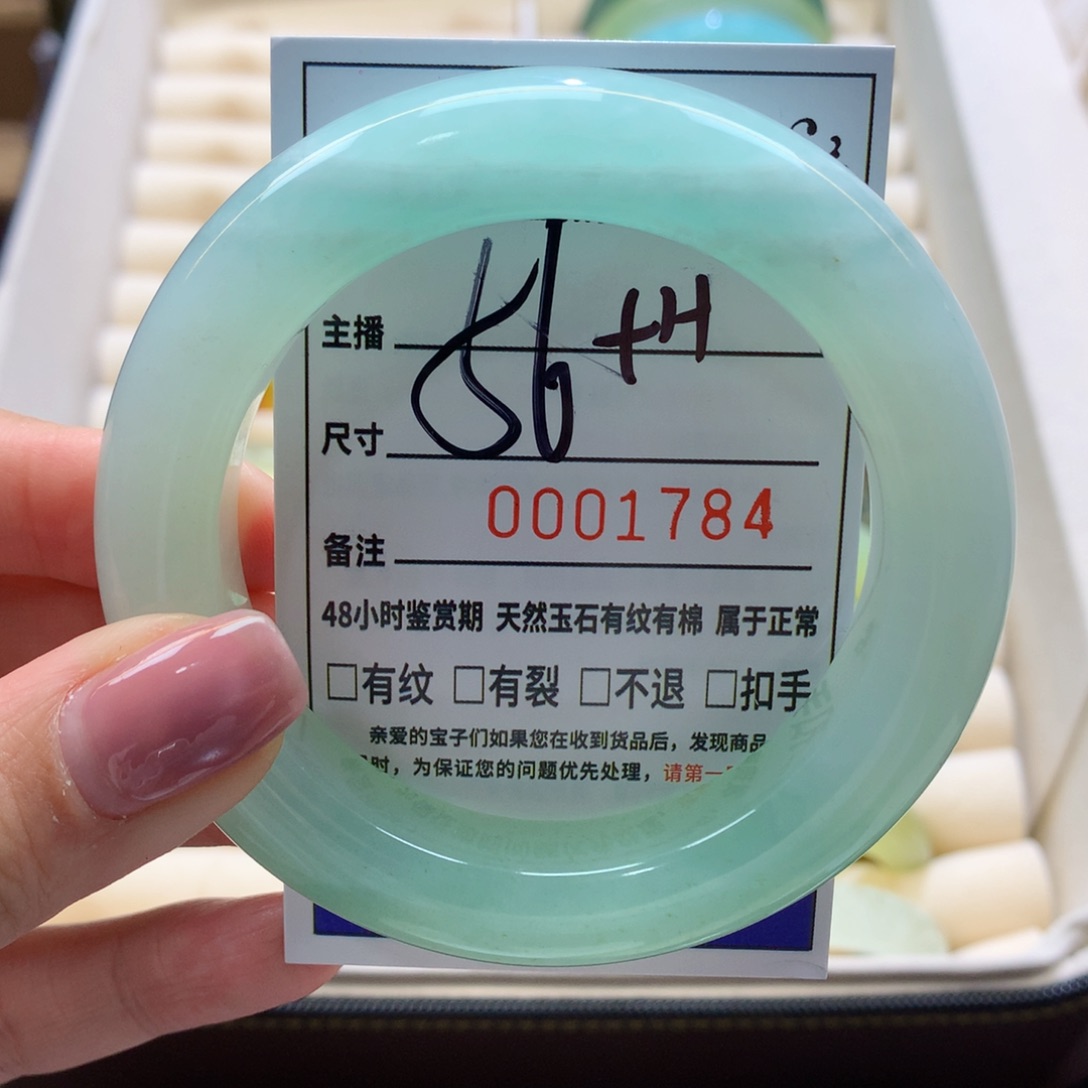 主播
56+H
尺寸
0001784
备注
48小时鉴赏期 天然玉石有纹有棉 属于正常
□有纹 □有裂 □不退 □扣手
亲爱的宝子们如果您在收到货品后，发现商品
时，为保证您的问题优先处理，请第一